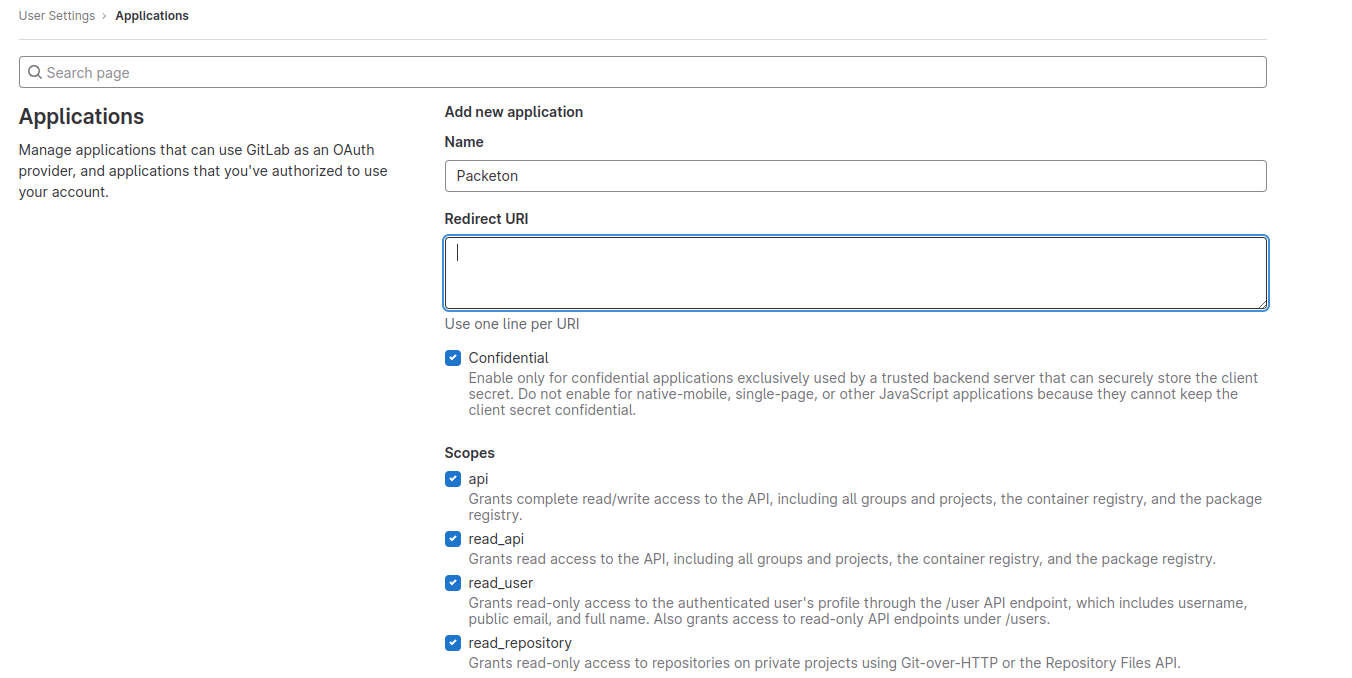 User Settings › Applications
Search page
Applications
Manage applications that can use GitLab as an OAuth
provider, and applications that you've authorized to use
your account.
Add new application
Name
Packeton
Redirect URI
Use one line per URI
Confidential
Enable only for confidential applications exclusively used by a trusted backend server that can securely store the client
secret. Do not enable for native-mobile, single-page, or other JavaScript applications because they cannot keep the
client secret confidential.
Scopes
api
Grants complete read/write access to the API, including all groups and projects, the container registry, and the package
registry.
read_api
Grants read access to the API, including all groups and projects, the container registry, and the package registry.
read_user
Grants read-only access to the authenticated user's profile through the /user API endpoint, which includes username,
public email, and full name. Also grants access to read-only API endpoints under /users.
read_repository
Grants read-only access to repositories on private projects using Git-over-HTTP or the Repository Files API.